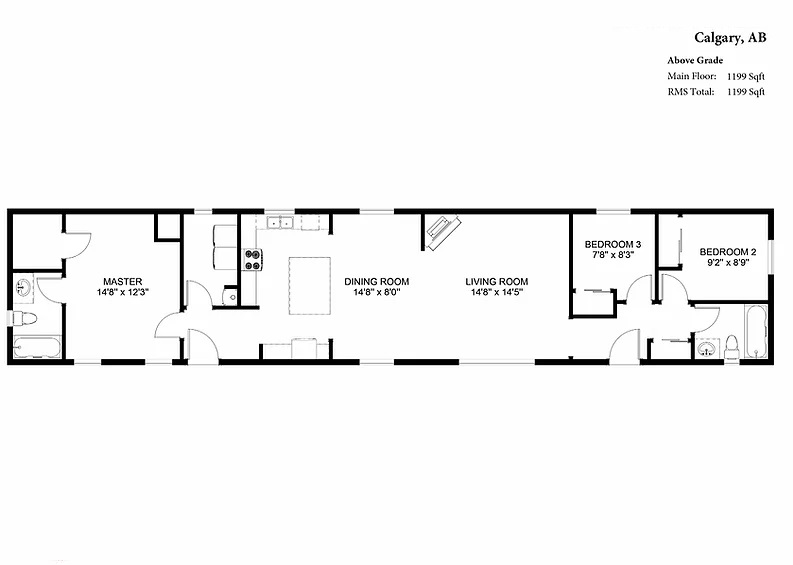 Calgary, AB
Above Grade
Main Floor: 1199 Sqft
RMS Total: 1199 Sqft
MASTER
14'8" x 12'3"
DINING ROOM
14'8" x 8'0"
LIVING ROOM
14'8" x 14'5"
BEDROOM 3
7'8" x 8'3"
BEDROOM 2
9'2" x 8'9"